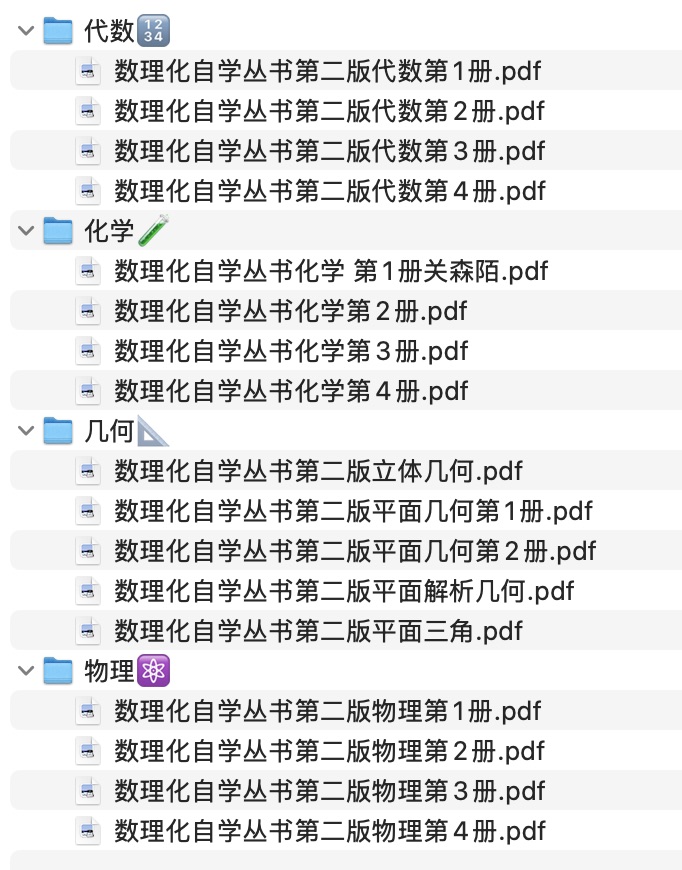 代数🔢
数理化自学丛书第二版代数第1册.pdf
数理化自学丛书第二版代数第2册.pdf
数理化自学丛书第二版代数第3册.pdf
数理化自学丛书第二版代数第4册.pdf
化学🧪
数理化自学丛书化学 第1册关森陌.pdf
数理化自学丛书化学第2册.pdf
数理化自学丛书化学第3册.pdf
数理化自学丛书化学第4册.pdf
几何📐
数理化自学丛书第二版立体几何.pdf
数理化自学丛书第二版平面几何第1册.pdf
数理化自学丛书第二版平面几何第2册.pdf
数理化自学丛书第二版平面解析几何.pdf
数理化自学丛书第二版平面三角.pdf
物理⚛️
数理化自学丛书第二版物理第1册.pdf
数理化自学丛书第二版物理第2册.pdf
数理化自学丛书第二版物理第3册.pdf
数理化自学丛书第二版物理第4册.pdf